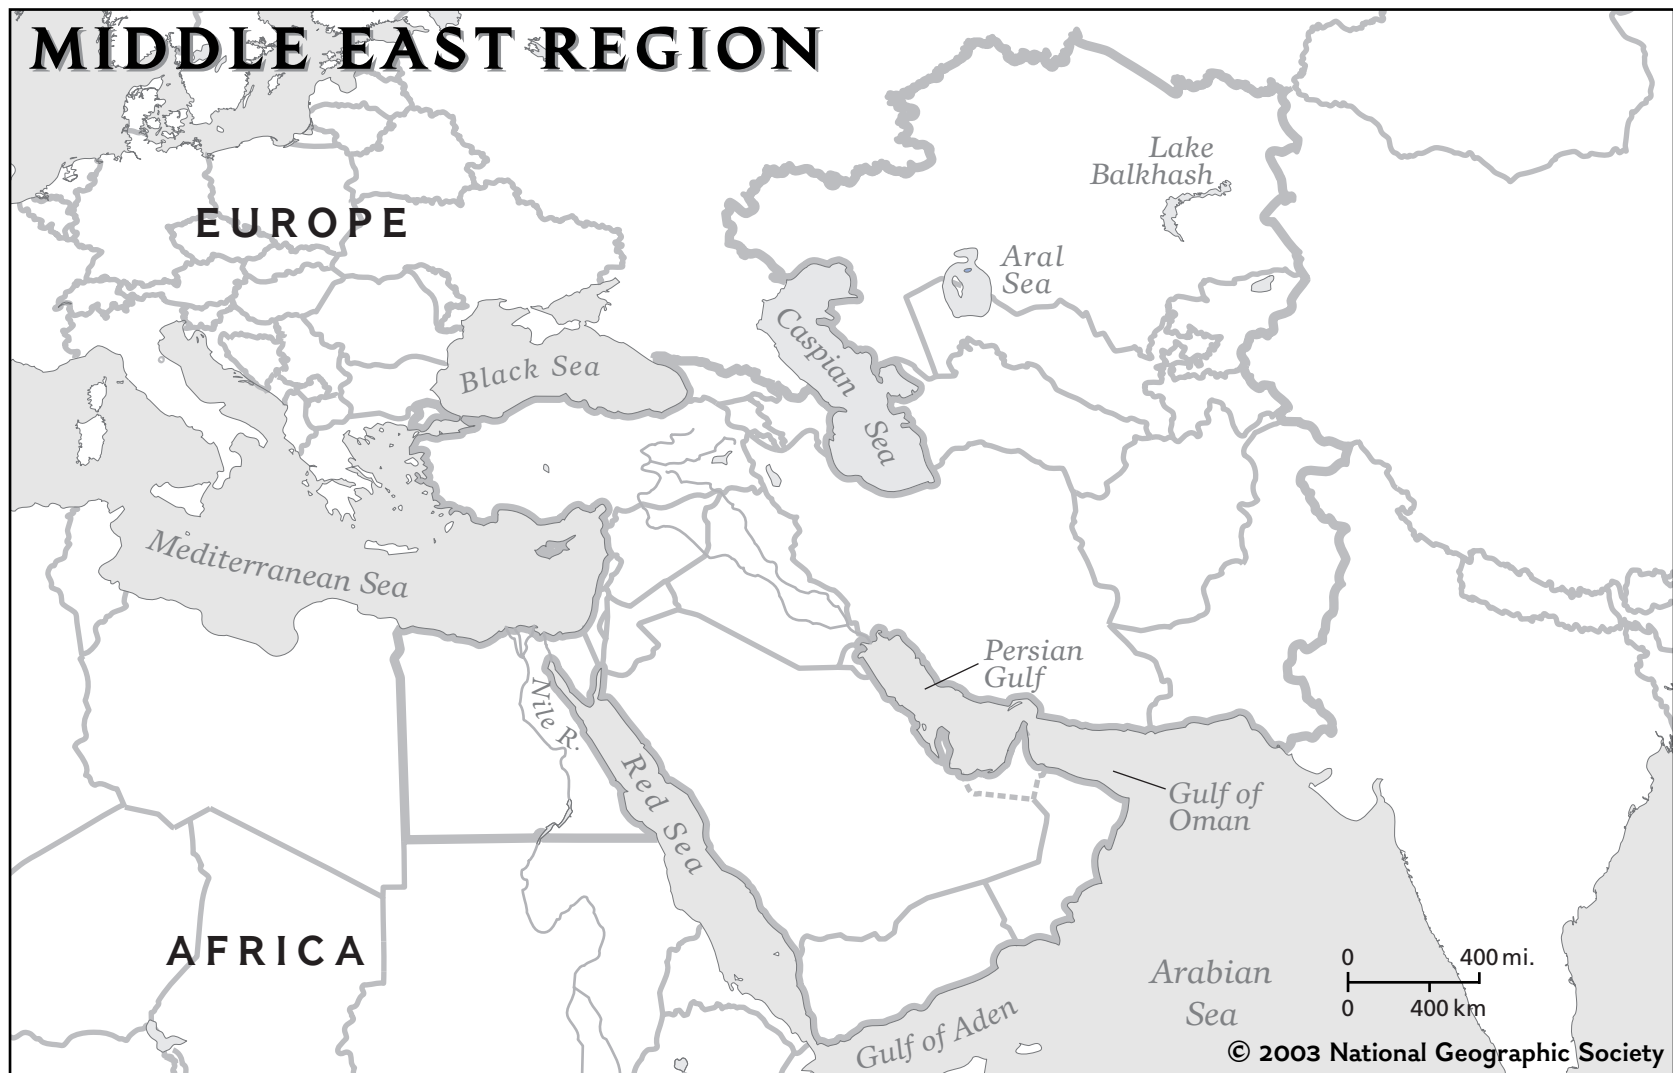 MIDDLE EAST REGION
Lake
Balkhash
EUROPE
Aral
Sea
Caspian
Sea
Black Sea
Mediterranean Sea
Persian
Gulf
Nile R.
Red Sea
Gulf of
Oman
AFRICA
0 400 mi.
0 400 km
Arabian
Sea
Gulf of Aden
© 2003 National Geographic Society